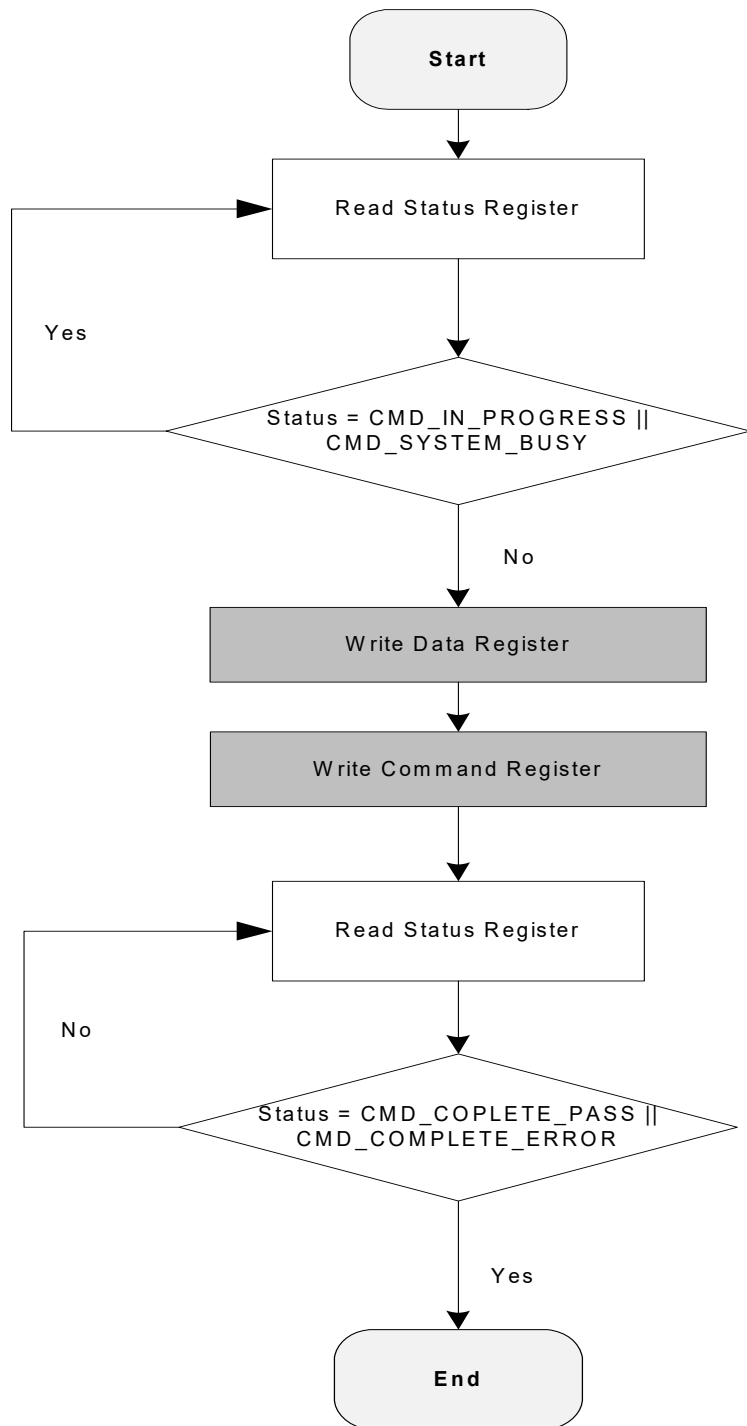 Start
Read Status Register
Yes
Status = CMD_IN_PROGRESS ||
CMD_SYSTEM_BUSY
No
Write Data Register
Write Command Register
Read Status Register
No
Status = CMD_COPLETE_PASS ||
CMD_COMPLETE_ERROR
Yes
End